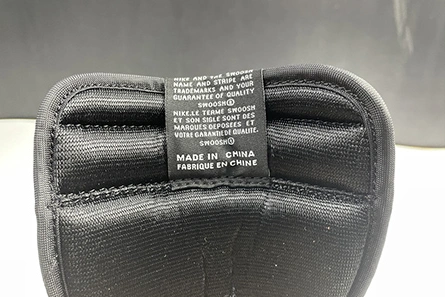 NIKE AND THE SWOOSH
NAME AND STRIPE ARE
TRADEMARKS AND YOUR
GUARANTEE OF QUALITY
SWOOSH®
NIKE.LE TERME SWOOSH
ET SON SIGLE SONT DES
MARQUES DEPOSEES ET
VOTRE GARANTIE DE QUALITE.
SWOOSH®
MADE IN CHINA
FABRIQUE EN CHINE